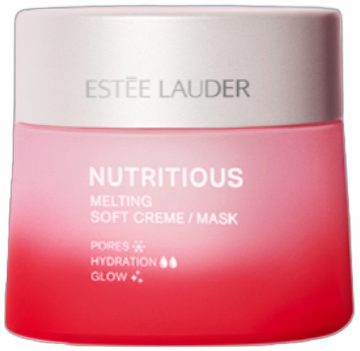 ESTĒE LAUDER
NUTRITIOUS
MELTING
SOFT CREME / MASK
PORES
HYDRATION
GLOW